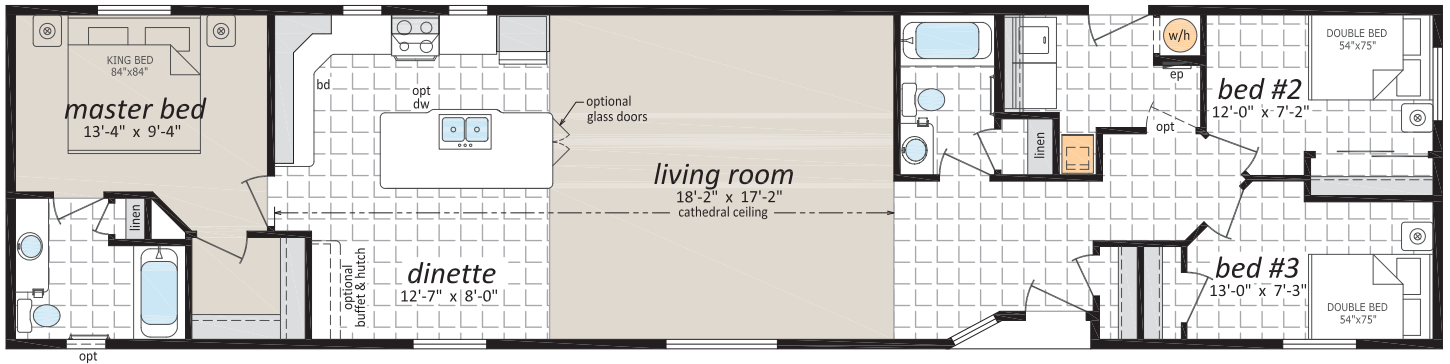 KING BED
84"x84"
master bed
13'-4" x 9'-4"
linen
opt
bd
opt
dw
optional
glass doors
living room
18'-2" x 17'-2"
cathedral ceiling
optional
buffet & hutch
dinette
12'-7" x 8'-0"
linen
w/h
ep
opt
DOUBLE BED
54"x75"
bed #2
12'-0" x 7'-2"
bed #3
13'-0" x 7'-3"
DOUBLE BED
54"x75"